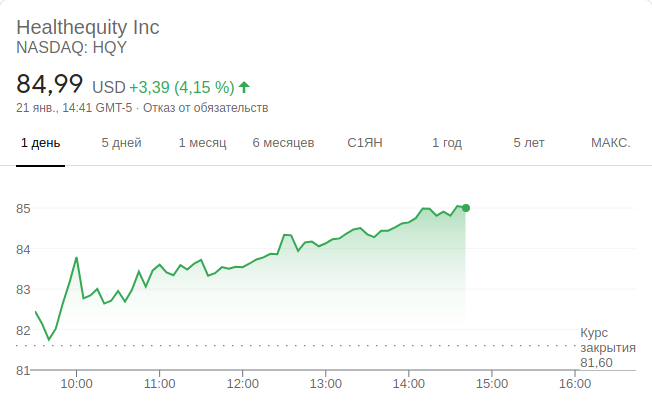 Healthequity Inc
NASDAQ: HQY
84,99 USD +3,39 (4,15 %)
21 янв., 14:41 GMT-5 · Отказ от обязательств
1 день 5 дней 1 месяц 6 месяцев С1ЯН 1 год 5 лет МАКС.
85
84
83
82
81
Курс
закрытия
81,60
10:00 11:00 12:00 13:00 14:00 15:00 16:00